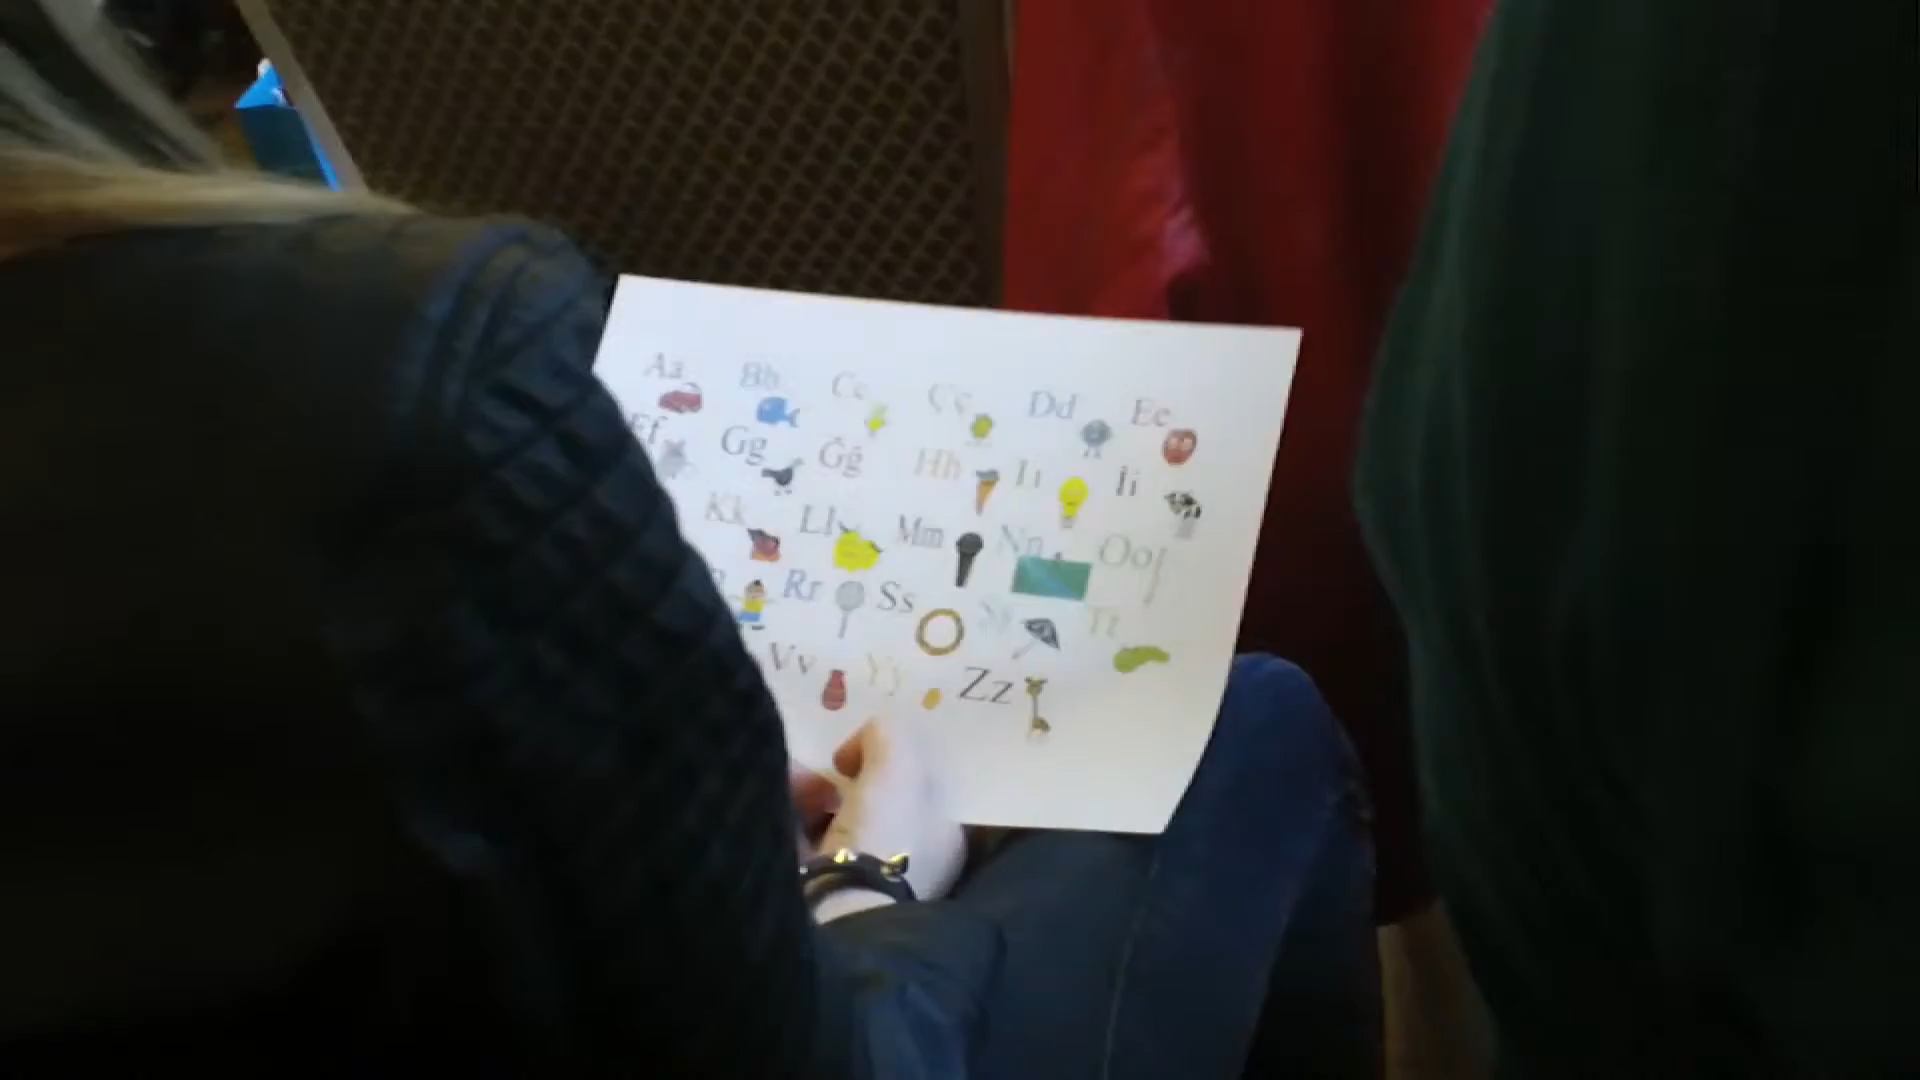 Aa Bb Cc Çç Dd Ee
Ff Gg Ğğ Hh Iı İi
Kk Ll Mm Nn Oo
Rr Ss Şş Tt
Vv Yy Zz